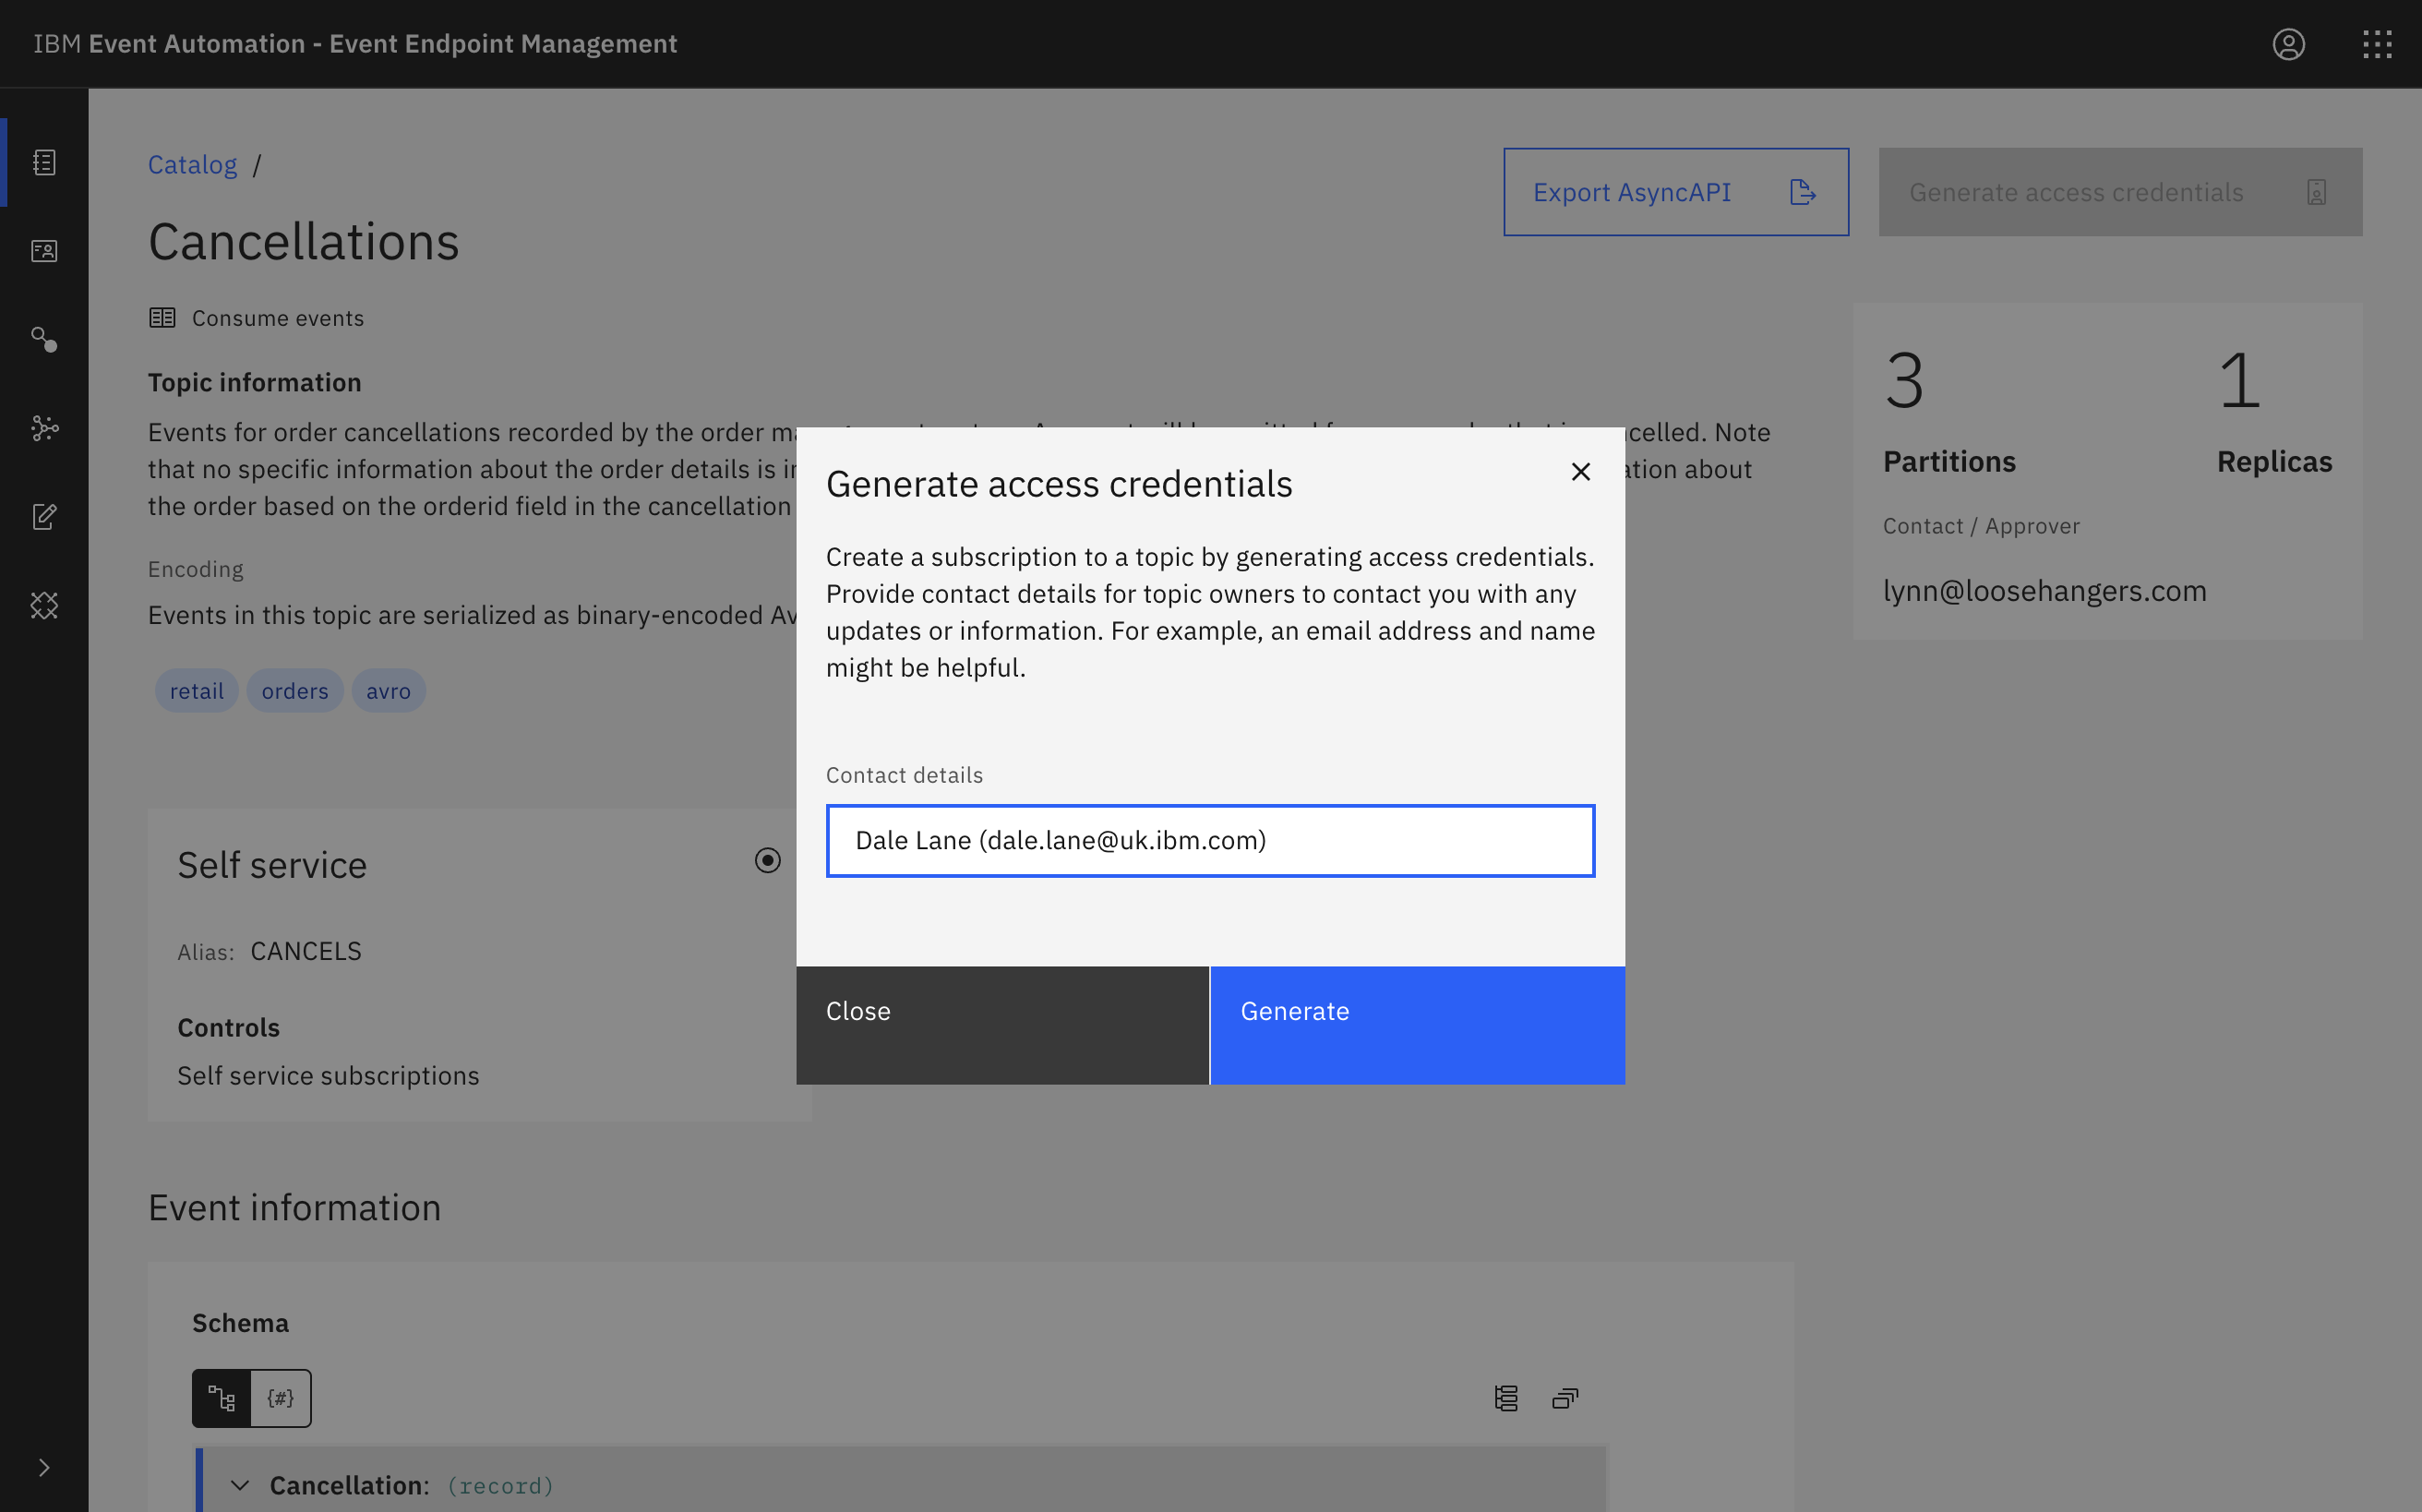 IBM Event Automation - Event Endpoint Management
Catalog /
Export AsyncAPI
Generate access credentials
Cancellations
Consume events
Topic information
Events for order cancellations recorded by the order ma
celled. Note
that no specific information about the order details is
ation about
the order based on the orderid field in the cancellation
Encoding
Events in this topic are serialized as binary-encoded Av
retail
orders
avro
3
1
Partitions
Replicas
Contact / Approver
lynn@loosehangers.com
Generate access credentials
Create a subscription to a topic by generating access credentials.
Provide contact details for topic owners to contact you with any
updates or information. For example, an email address and name
might be helpful.
Contact details
Dale Lane (dale.lane@uk.ibm.com)
Close
Generate
Self service
Alias: CANCELS
Controls
Self service subscriptions
Event information
Schema
{#}
Cancellation: (record)